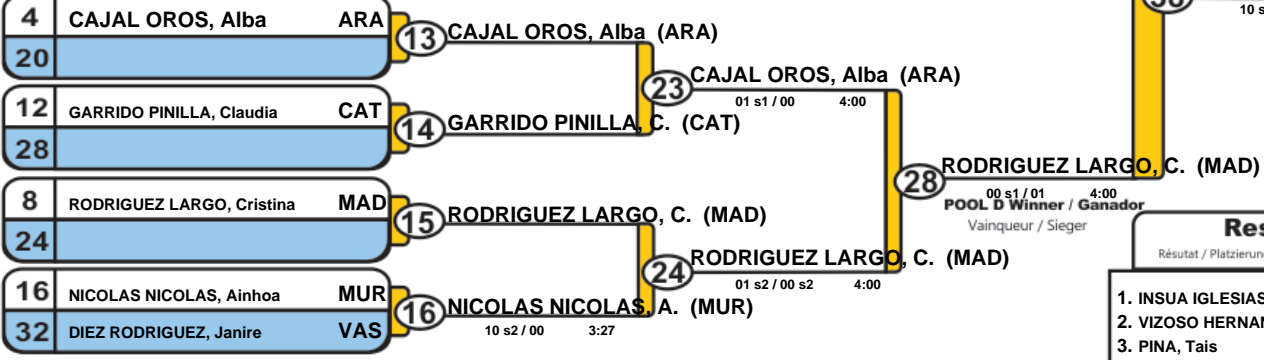 4 CAJAL OROS, Alba ARA
20
13 CAJAL OROS, Alba (ARA)
12 GARRIDO PINILLA, Claudia CAT
28
14 GARRIDO PINILLA, C. (CAT)
23 CAJAL OROS, Alba (ARA)
01 s1 / 00 4:00
8 RODRIGUEZ LARGO, Cristina MAD
24
15 RODRIGUEZ LARGO, C. (MAD)
16 NICOLAS NICOLAS, Ainhoa MUR
32 DIEZ RODRIGUEZ, Janire VAS
16 NICOLAS NICOLAS, A. (MUR)
10 s2 / 00 3:27
24 RODRIGUEZ LARGO, C. (MAD)
01 s2 / 00 s2 4:00
28 RODRIGUEZ LARGO, C. (MAD)
00 s1 / 01 4:00
POOL D Winner / Ganador
Vainqueur / Sieger
10 s
Res
Résutat / Platzierun
1. INSUA IGLESIAS
2. VIZOSO HERNAN
3. PINA, Tais